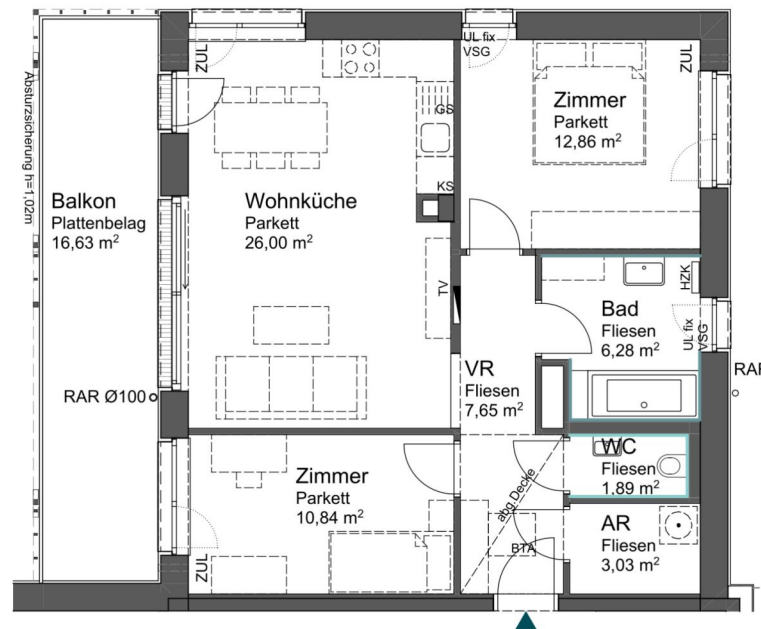 Absturzsicherung h=1,02m
Balkon
Plattenbelag
16,63 m²
RAR Ø100
ZUL
Wohnküche
Parkett
26,00 m²
GS
KS
TV
UL fix
VSG
ZUL
Zimmer
Parkett
12,86 m²
Bad
Fliesen
6,28 m²
HZK
UL fix
VSG
RAR
VR
Fliesen
7,65 m²
Zimmer
Parkett
10,84 m²
ZUL
abg.Decke
BTA
WC
Fliesen
1,89 m²
AR
Fliesen
3,03 m²